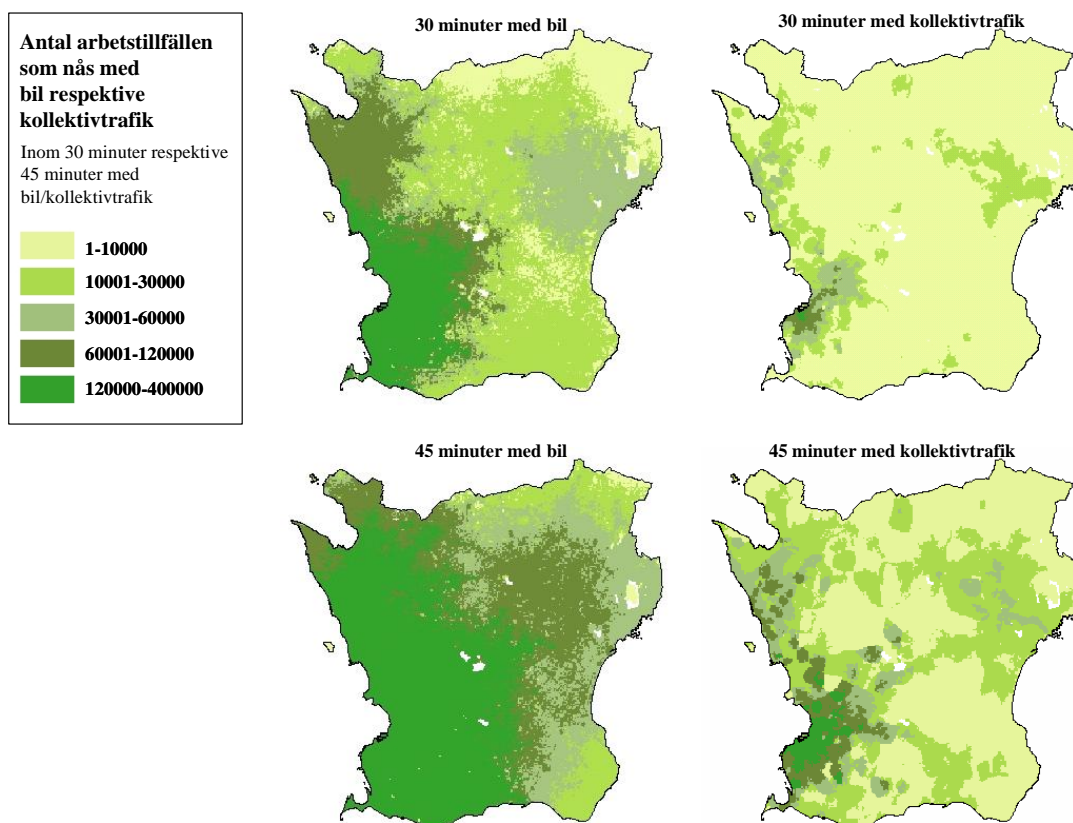 Antal arbetstillfällen
som nås med
bil respektive
kollektivtrafik
Inom 30 minuter respektive
45 minuter med
bil/kollektivtrafik
1-10000
10001-30000
30001-60000
60001-120000
120000-400000
30 minuter med bil
30 minuter med kollektivtrafik
45 minuter med bil
45 minuter med kollektivtrafik